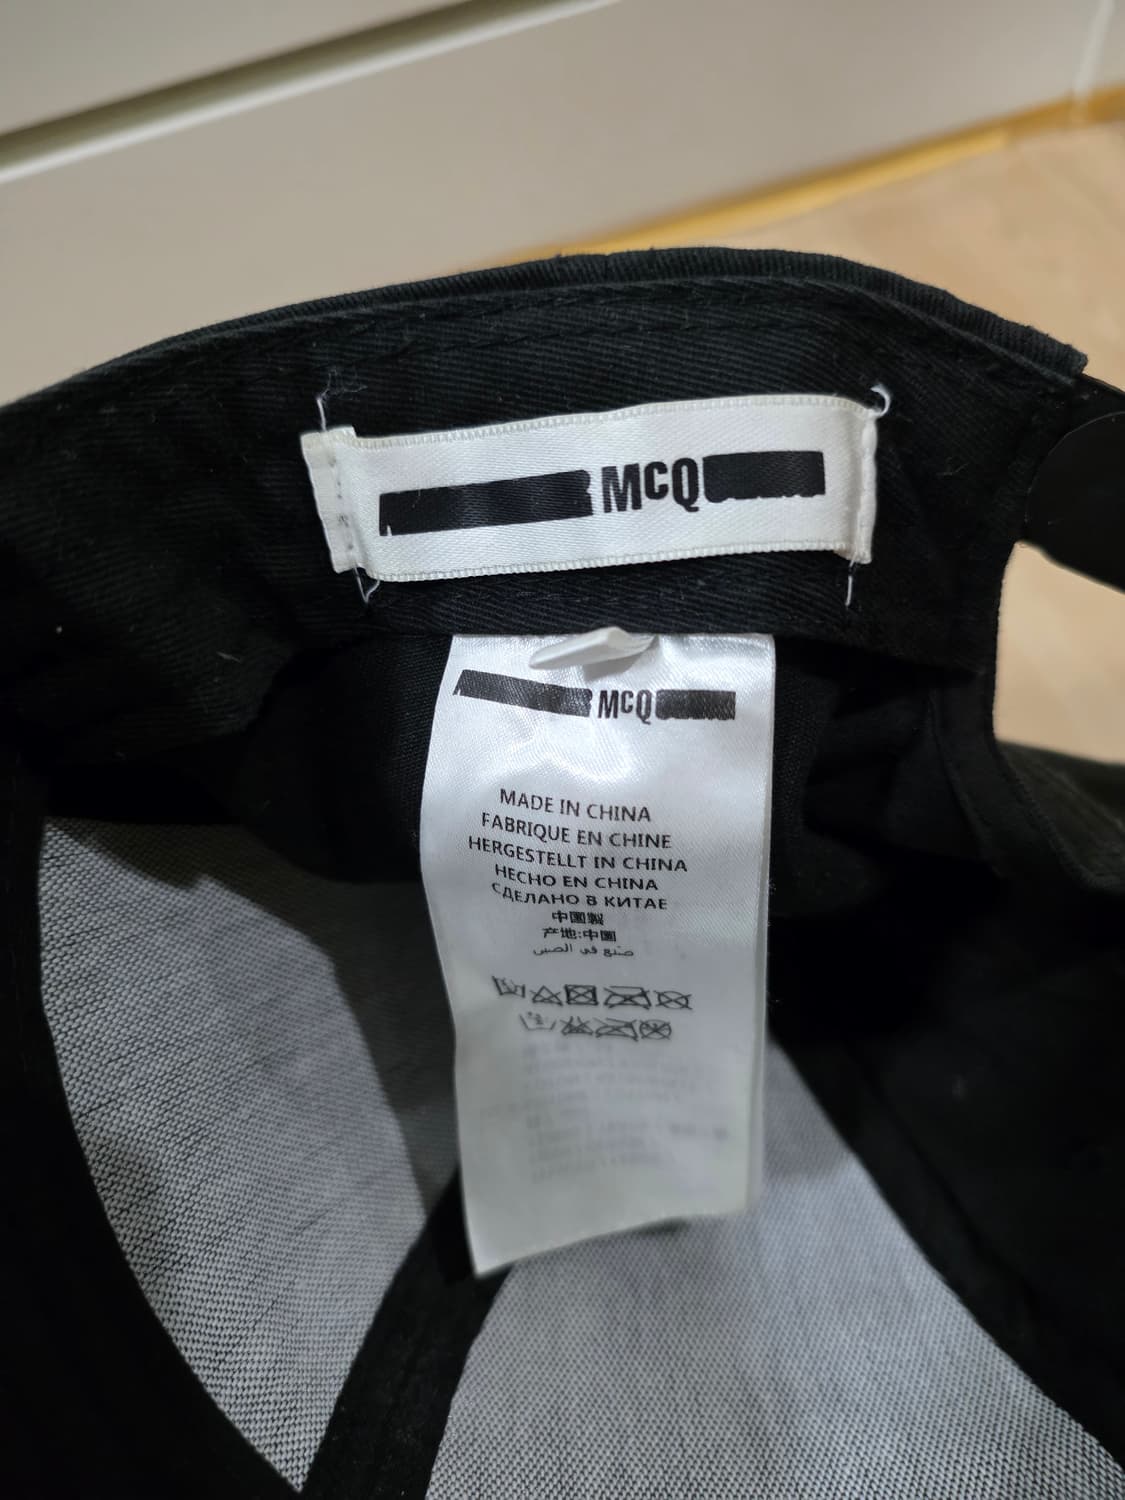 McQ
McQ
MADE IN CHINA
FABRIQUE EN CHINE
HERGESTELLT IN CHINA
HECHO EN CHINA
СДЕЛАНО В КИТАЕ
中國製
产地:中國
صنع في الصين